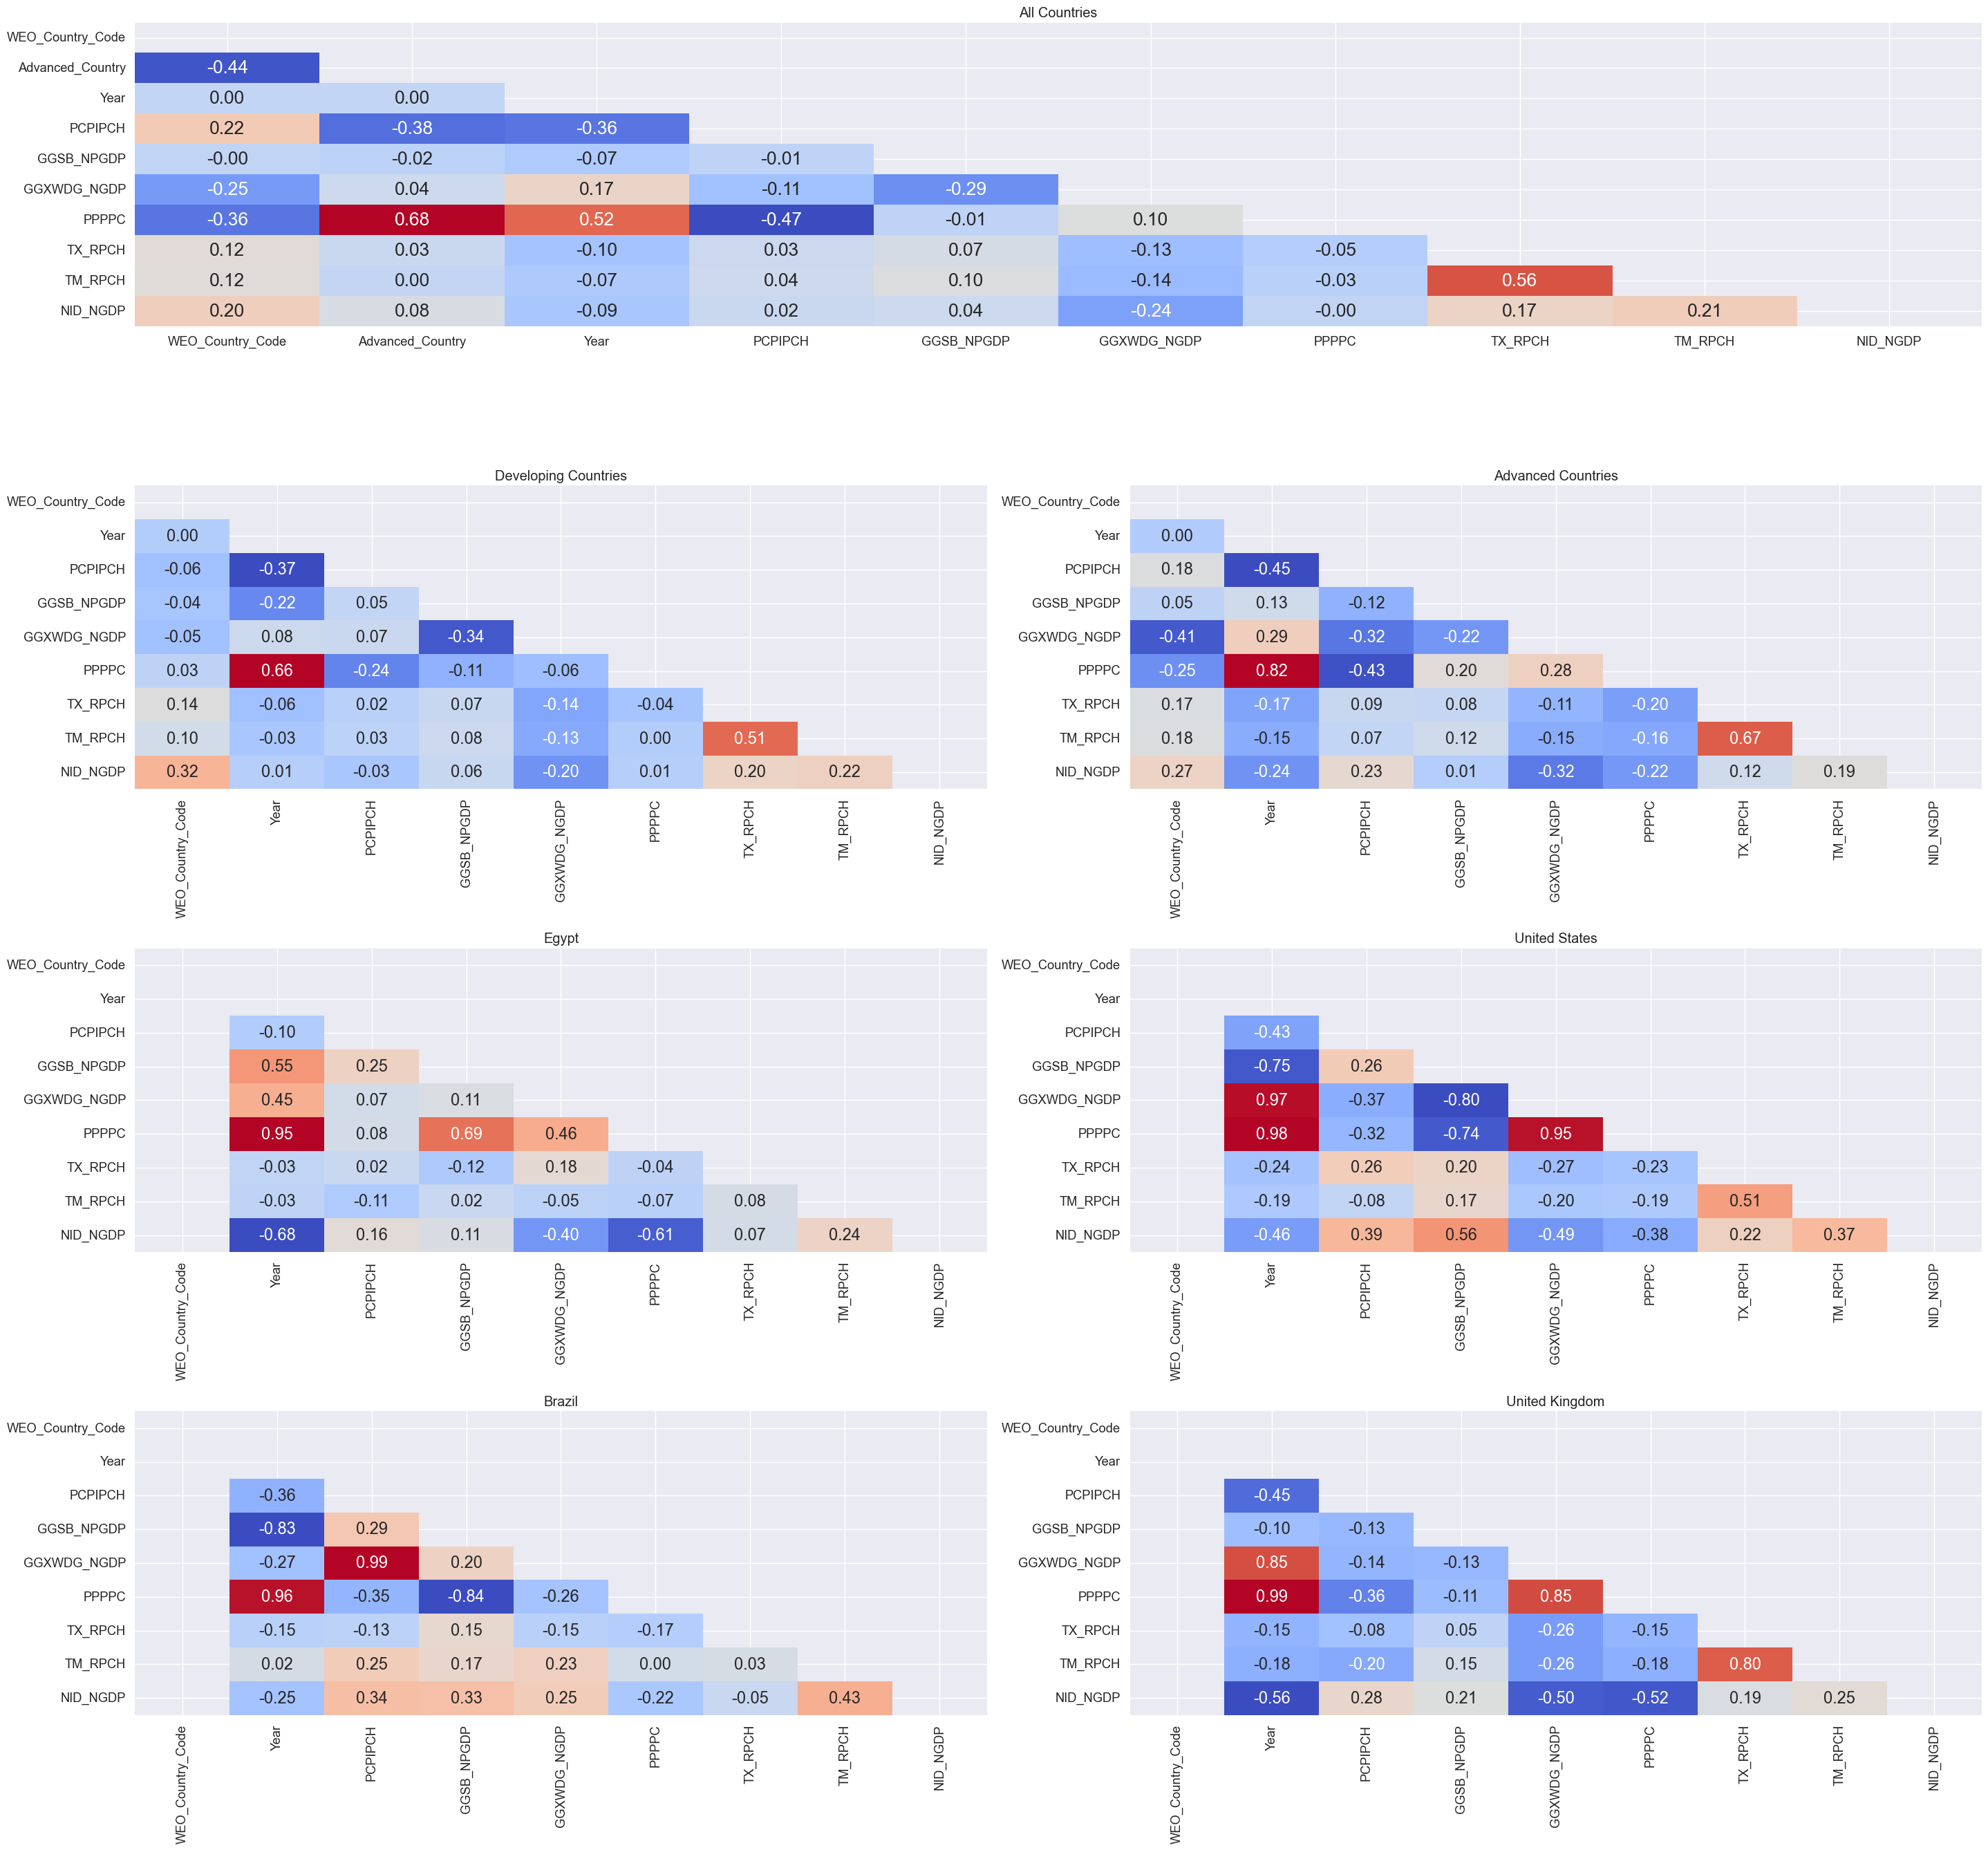 All Countries
WEO_Country_Code
Advanced_Country -0.44
Year 0.00 0.00
PCPIPCH 0.22 -0.38 -0.36
GGSB_NPGDP -0.00 -0.02 -0.07 -0.01
GGXWDG_NGDP -0.25 0.04 0.17 -0.11 -0.29
PPPPC -0.36 0.68 0.52 -0.47 -0.01 0.10
TX_RPCH 0.12 0.03 -0.10 0.03 0.07 -0.13 -0.05
TM_RPCH 0.12 0.00 -0.07 0.04 0.10 -0.14 -0.03 0.56
NID_NGDP 0.20 0.08 -0.09 0.02 0.04 -0.24 -0.00 0.17 0.21
WEO_Country_Code Advanced_Country Year PCPIPCH GGSB_NPGDP GGXWDG_NGDP PPPPC TX_RPCH TM_RPCH NID_NGDP
Developing Countries
WEO_Country_Code
Year 0.00
PCPIPCH -0.06 -0.37
GGSB_NPGDP -0.04 -0.22 0.05
GGXWDG_NGDP -0.05 0.08 0.07 -0.34
PPPPC 0.03 0.66 -0.24 -0.11 -0.06
TX_RPCH 0.14 -0.06 0.02 0.07 -0.14 -0.04
TM_RPCH 0.10 -0.03 0.03 0.08 -0.13 0.00 0.51
NID_NGDP 0.32 0.01 -0.03 0.06 -0.20 0.01 0.20 0.22
WEO_Country_Code Year PCPIPCH GGSB_NPGDP GGXWDG_NGDP PPPPC TX_RPCH TM_RPCH NID_NGDP
Advanced Countries
WEO_Country_Code
Year 0.00
PCPIPCH 0.18 -0.45
GGSB_NPGDP 0.05 0.13 -0.12
GGXWDG_NGDP -0.41 0.29 -0.32 -0.22
PPPPC -0.25 0.82 -0.43 0.20 0.28
TX_RPCH 0.17 -0.17 0.09 0.08 -0.11 -0.20
TM_RPCH 0.18 -0.15 0.07 0.12 -0.15 -0.16 0.67
NID_NGDP 0.27 -0.24 0.23 0.01 -0.32 -0.22 0.12 0.19
WEO_Country_Code Year PCPIPCH GGSB_NPGDP GGXWDG_NGDP PPPPC TX_RPCH TM_RPCH NID_NGDP
Egypt
WEO_Country_Code
Year
PCPIPCH -0.10
GGSB_NPGDP 0.55 0.25
GGXWDG_NGDP 0.45 0.07 0.11
PPPPC 0.95 0.08 0.69 0.46
TX_RPCH -0.03 0.02 -0.12 0.18 -0.04
TM_RPCH -0.03 -0.11 0.02 -0.05 -0.07 0.08
NID_NGDP -0.68 0.16 0.11 -0.40 -0.61 0.07 0.24
WEO_Country_Code Year PCPIPCH GGSB_NPGDP GGXWDG_NGDP PPPPC TX_RPCH TM_RPCH NID_NGDP
United States
WEO_Country_Code
Year
PCPIPCH -0.43
GGSB_NPGDP -0.75 0.26
GGXWDG_NGDP 0.97 -0.37 -0.80
PPPPC 0.98 -0.32 -0.74 0.95
TX_RPCH -0.24 0.26 0.20 -0.27 -0.23
TM_RPCH -0.19 -0.08 0.17 -0.20 -0.19 0.51
NID_NGDP -0.46 0.39 0.56 -0.49 -0.38 0.22 0.37
WEO_Country_Code Year PCPIPCH GGSB_NPGDP GGXWDG_NGDP PPPPC TX_RPCH TM_RPCH NID_NGDP
Brazil
WEO_Country_Code
Year
PCPIPCH -0.36
GGSB_NPGDP -0.83 0.29
GGXWDG_NGDP -0.27 0.99 0.20
PPPPC 0.96 -0.35 -0.84 -0.26
TX_RPCH -0.15 -0.13 0.15 -0.15 -0.17
TM_RPCH 0.02 0.25 0.17 0.23 0.00 0.03
NID_NGDP -0.25 0.34 0.33 0.25 -0.22 -0.05 0.43
WEO_Country_Code Year PCPIPCH GGSB_NPGDP GGXWDG_NGDP PPPPC TX_RPCH TM_RPCH NID_NGDP
United Kingdom
WEO_Country_Code
Year
PCPIPCH -0.45
GGSB_NPGDP -0.10 -0.13
GGXWDG_NGDP 0.85 -0.14 -0.13
PPPPC 0.99 -0.36 -0.11 0.85
TX_RPCH -0.15 -0.08 0.05 -0.26 -0.15
TM_RPCH -0.18 -0.20 0.15 -0.26 -0.18 0.80
NID_NGDP -0.56 0.28 0.21 -0.50 -0.52 0.19 0.25
WEO_Country_Code Year PCPIPCH GGSB_NPGDP GGXWDG_NGDP PPPPC TX_RPCH TM_RPCH NID_NGDP